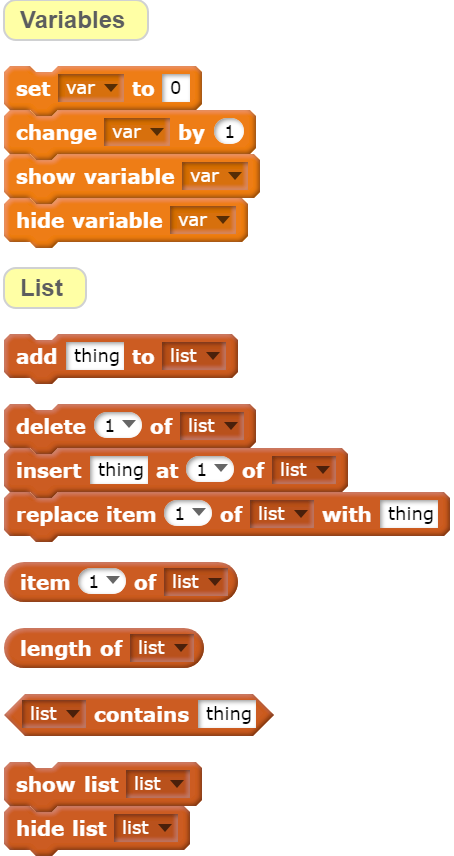 Variables
set var to 0
change var by 1
show variable var
hide variable var
List
add thing to list
delete 1 of list
insert thing at 1 of list
replace item 1 of list with thing
item 1 of list
length of list
list contains thing
show list list
hide list list